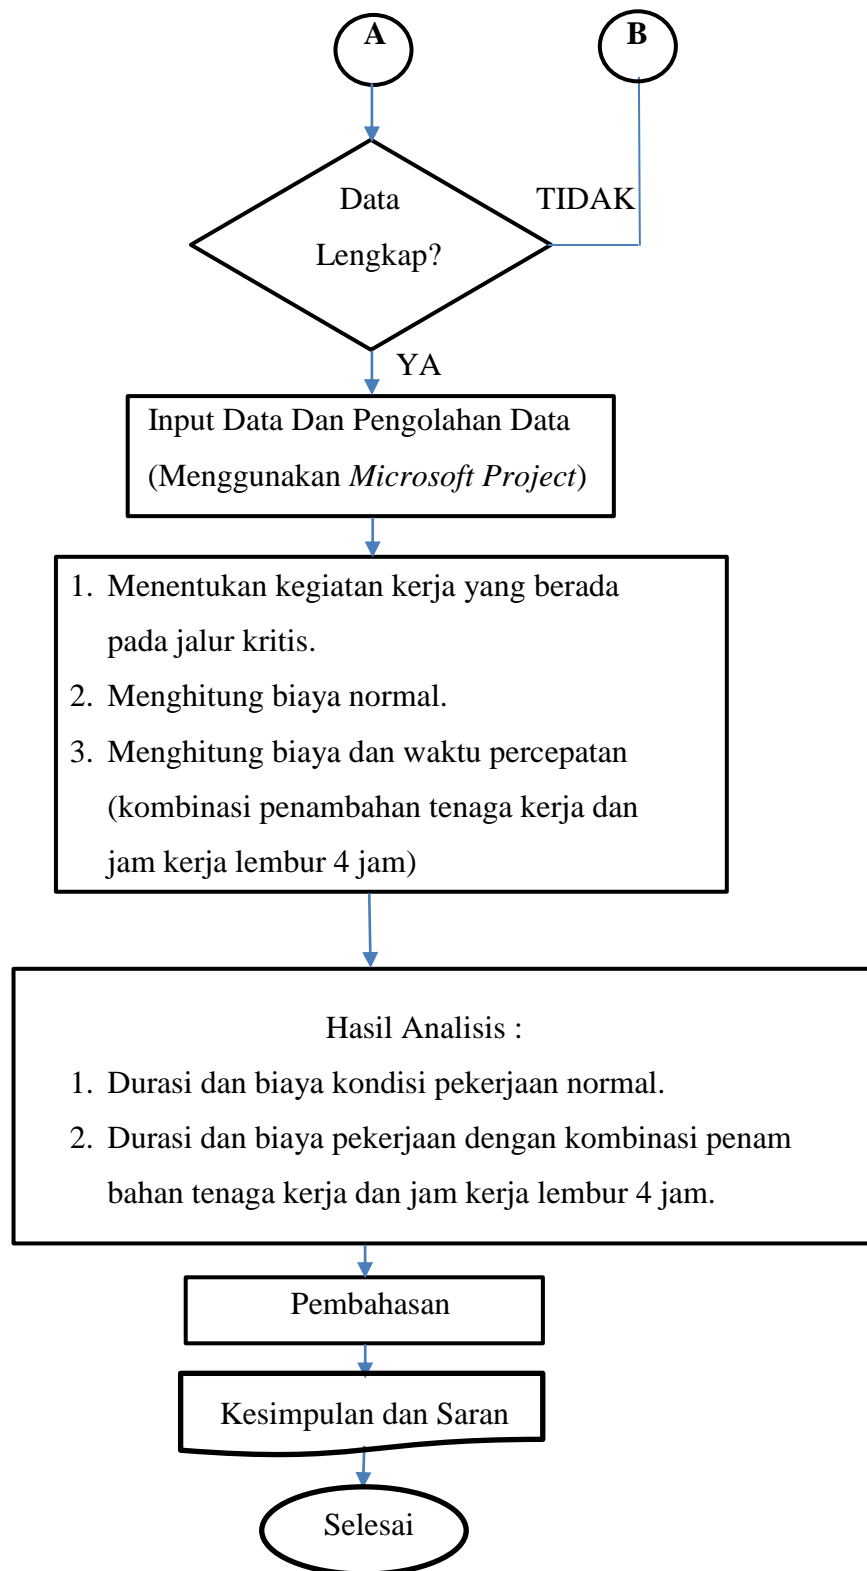 A
B
Data
TIDAK
Lengkap?
YA
Input Data Dan Pengolahan Data
(Menggunakan Microsoft Project)
1. Menentukan kegiatan kerja yang berada
pada jalur kritis.
2. Menghitung biaya normal.
3. Menghitung biaya dan waktu percepatan
(kombinasi penambahan tenaga kerja dan
jam kerja lembur 4 jam)
Hasil Analisis :
1. Durasi dan biaya kondisi pekerjaan normal.
2. Durasi dan biaya pekerjaan dengan kombinasi penam
bahan tenaga kerja dan jam kerja lembur 4 jam.
Pembahasan
Kesimpulan dan Saran
Selesai